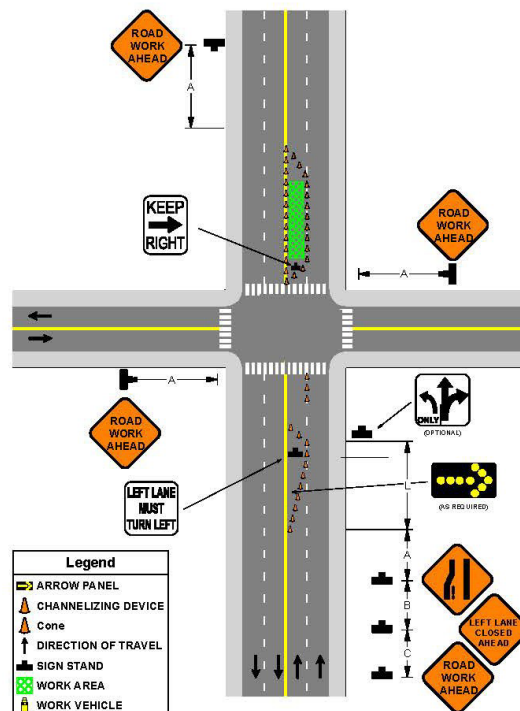 ROAD
WORK
AHEAD
A
KEEP
RIGHT
ROAD
WORK
AHEAD
A
A
ROAD
WORK
AHEAD
ONLY
(OPTIONAL)
LEFT LANE
MUST
TURN LEFT
L
(AS REQUIRED)
A
B
C
LEFT LANE
CLOSED
AHEAD
ROAD
WORK
AHEAD
Legend
ARROW PANEL
CHANNELIZING DEVICE
Cone
DIRECTION OF TRAVEL
SIGN STAND
WORK AREA
WORK VEHICLE